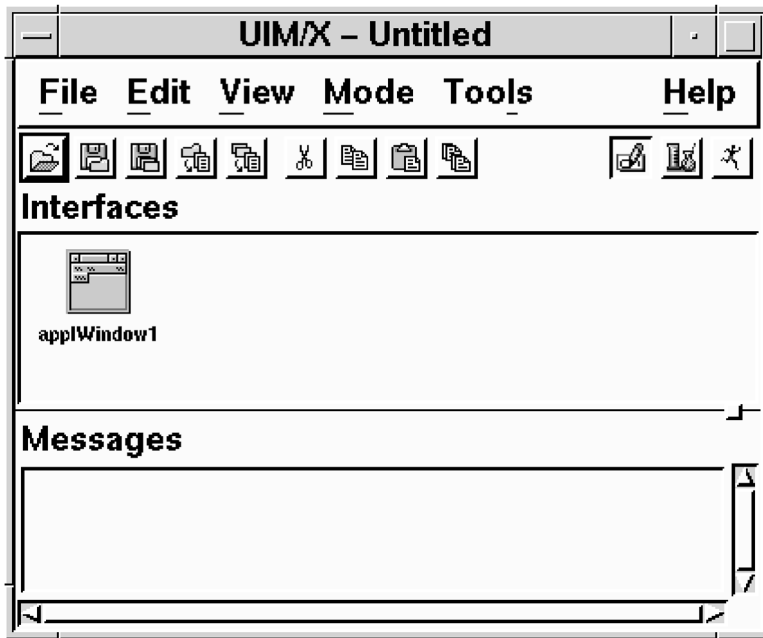 UIM/X – Untitled
File Edit View Mode Tools Help
Interfaces
applWindow1
Messages